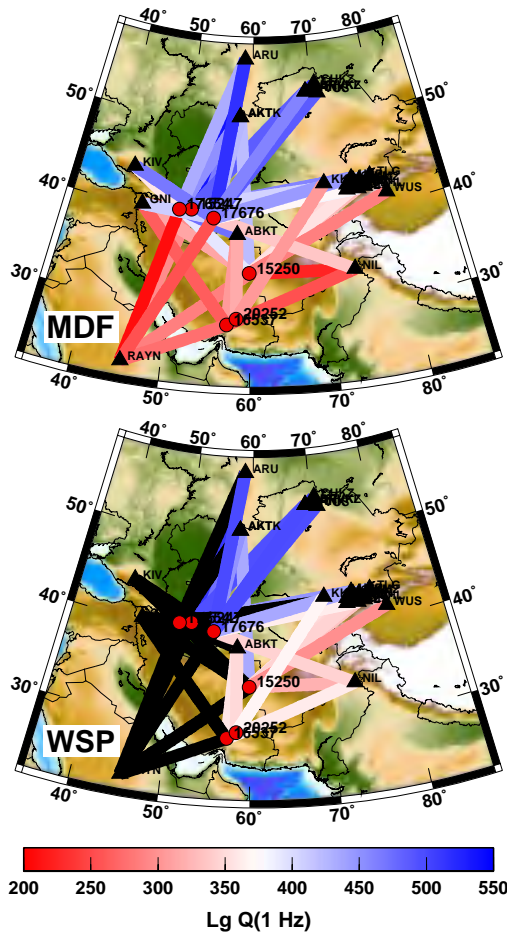 50˚ 60˚ 70˚
40˚ 80˚
ARU
50˚ 50˚
AKTK
KIV
40˚ WUS 40˚
GNI
17676
ABKT
30˚ 15250 NIL 30˚
20252
16537
MDF
RAYN
40˚ 80˚
50˚ 70˚
60˚
50˚ 60˚ 70˚
40˚ 80˚
ARU
50˚ 50˚
AKTK
KIV
40˚ TLG WUS 40˚
17676
ABKT
30˚ 15250 NIL 30˚
20252
16537
WSP
40˚ 80˚
50˚ 70˚
60˚
200 250 300 350 400 450 500 550
Lg Q(1 Hz)